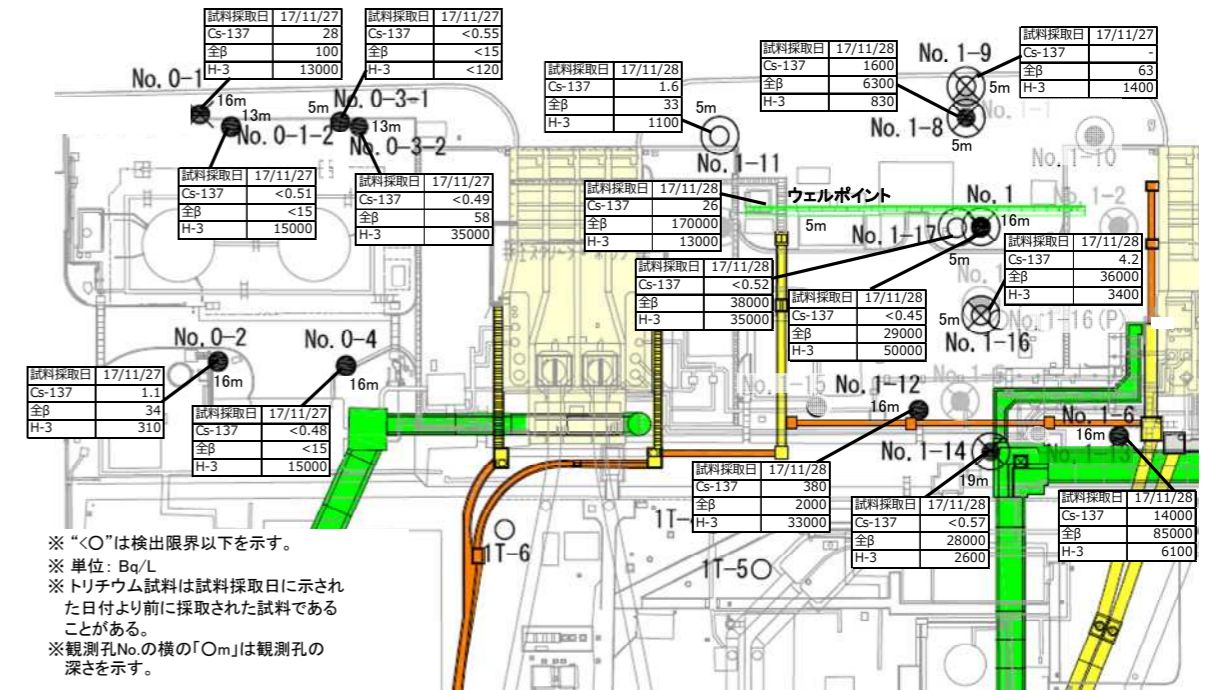 試料採取日 17/11/27
Cs-137 28
全β 100
H-3 13000
試料採取日 17/11/27
Cs-137 <0.55
全β <15
H-3 <120
試料採取日 17/11/28
Cs-137 1.6
全β 33
H-3 1100
試料採取日 17/11/28
Cs-137 1600
全β 6300
H-3 830
試料採取日 17/11/27
Cs-137 -
全β 63
H-3 1400
No. 0-1
16m
13m
No. 0-1-2
5m
No. 0-3-1
13m
No. 0-3-2
5m
No. 1-11
No. 1-9
5m
No. 1-1
No. 1-8
5m
No. 1-10
試料採取日 17/11/27
Cs-137 <0.51
全β <15
H-3 15000
試料採取日 17/11/27
Cs-137 <0.49
全β 58
H-3 35000
試料採取日 17/11/28
Cs-137 26
全β 170000
H-3 13000
ウェルポイント
5m
No. 1
16m
No. 1-2
No. 1-17
5m
試料採取日 17/11/28
Cs-137 <0.52
全β 38000
H-3 35000
試料採取日 17/11/28
Cs-137 <0.45
全β 29000
H-3 50000
試料採取日 17/11/28
Cs-137 4.2
全β 36000
H-3 3400
5m
No. 1-16(P)
No. 1-16
No. 0-2
16m
No. 0-4
16m
試料採取日 17/11/27
Cs-137 1.1
全β 34
H-3 310
試料採取日 17/11/27
Cs-137 <0.48
全β <15
H-3 15000
No. 1-15
No. 1-12
16m
No. 1-6
16m
No. 1-14
19m
No. 1-13
試料採取日 17/11/28
Cs-137 380
全β 2000
H-3 33000
試料採取日 17/11/28
Cs-137 <0.57
全β 28000
H-3 2600
試料採取日 17/11/28
Cs-137 14000
全β 85000
H-3 6100
1T-6
1T-5
※ “<○”は検出限界以下を示す。
※ 単位: Bq/L
※ トリチウム試料は試料採取日に示され
た日付より前に採取された試料である
ことがある。
※観測孔No.の横の「○m」は観測孔の
深さを示す。